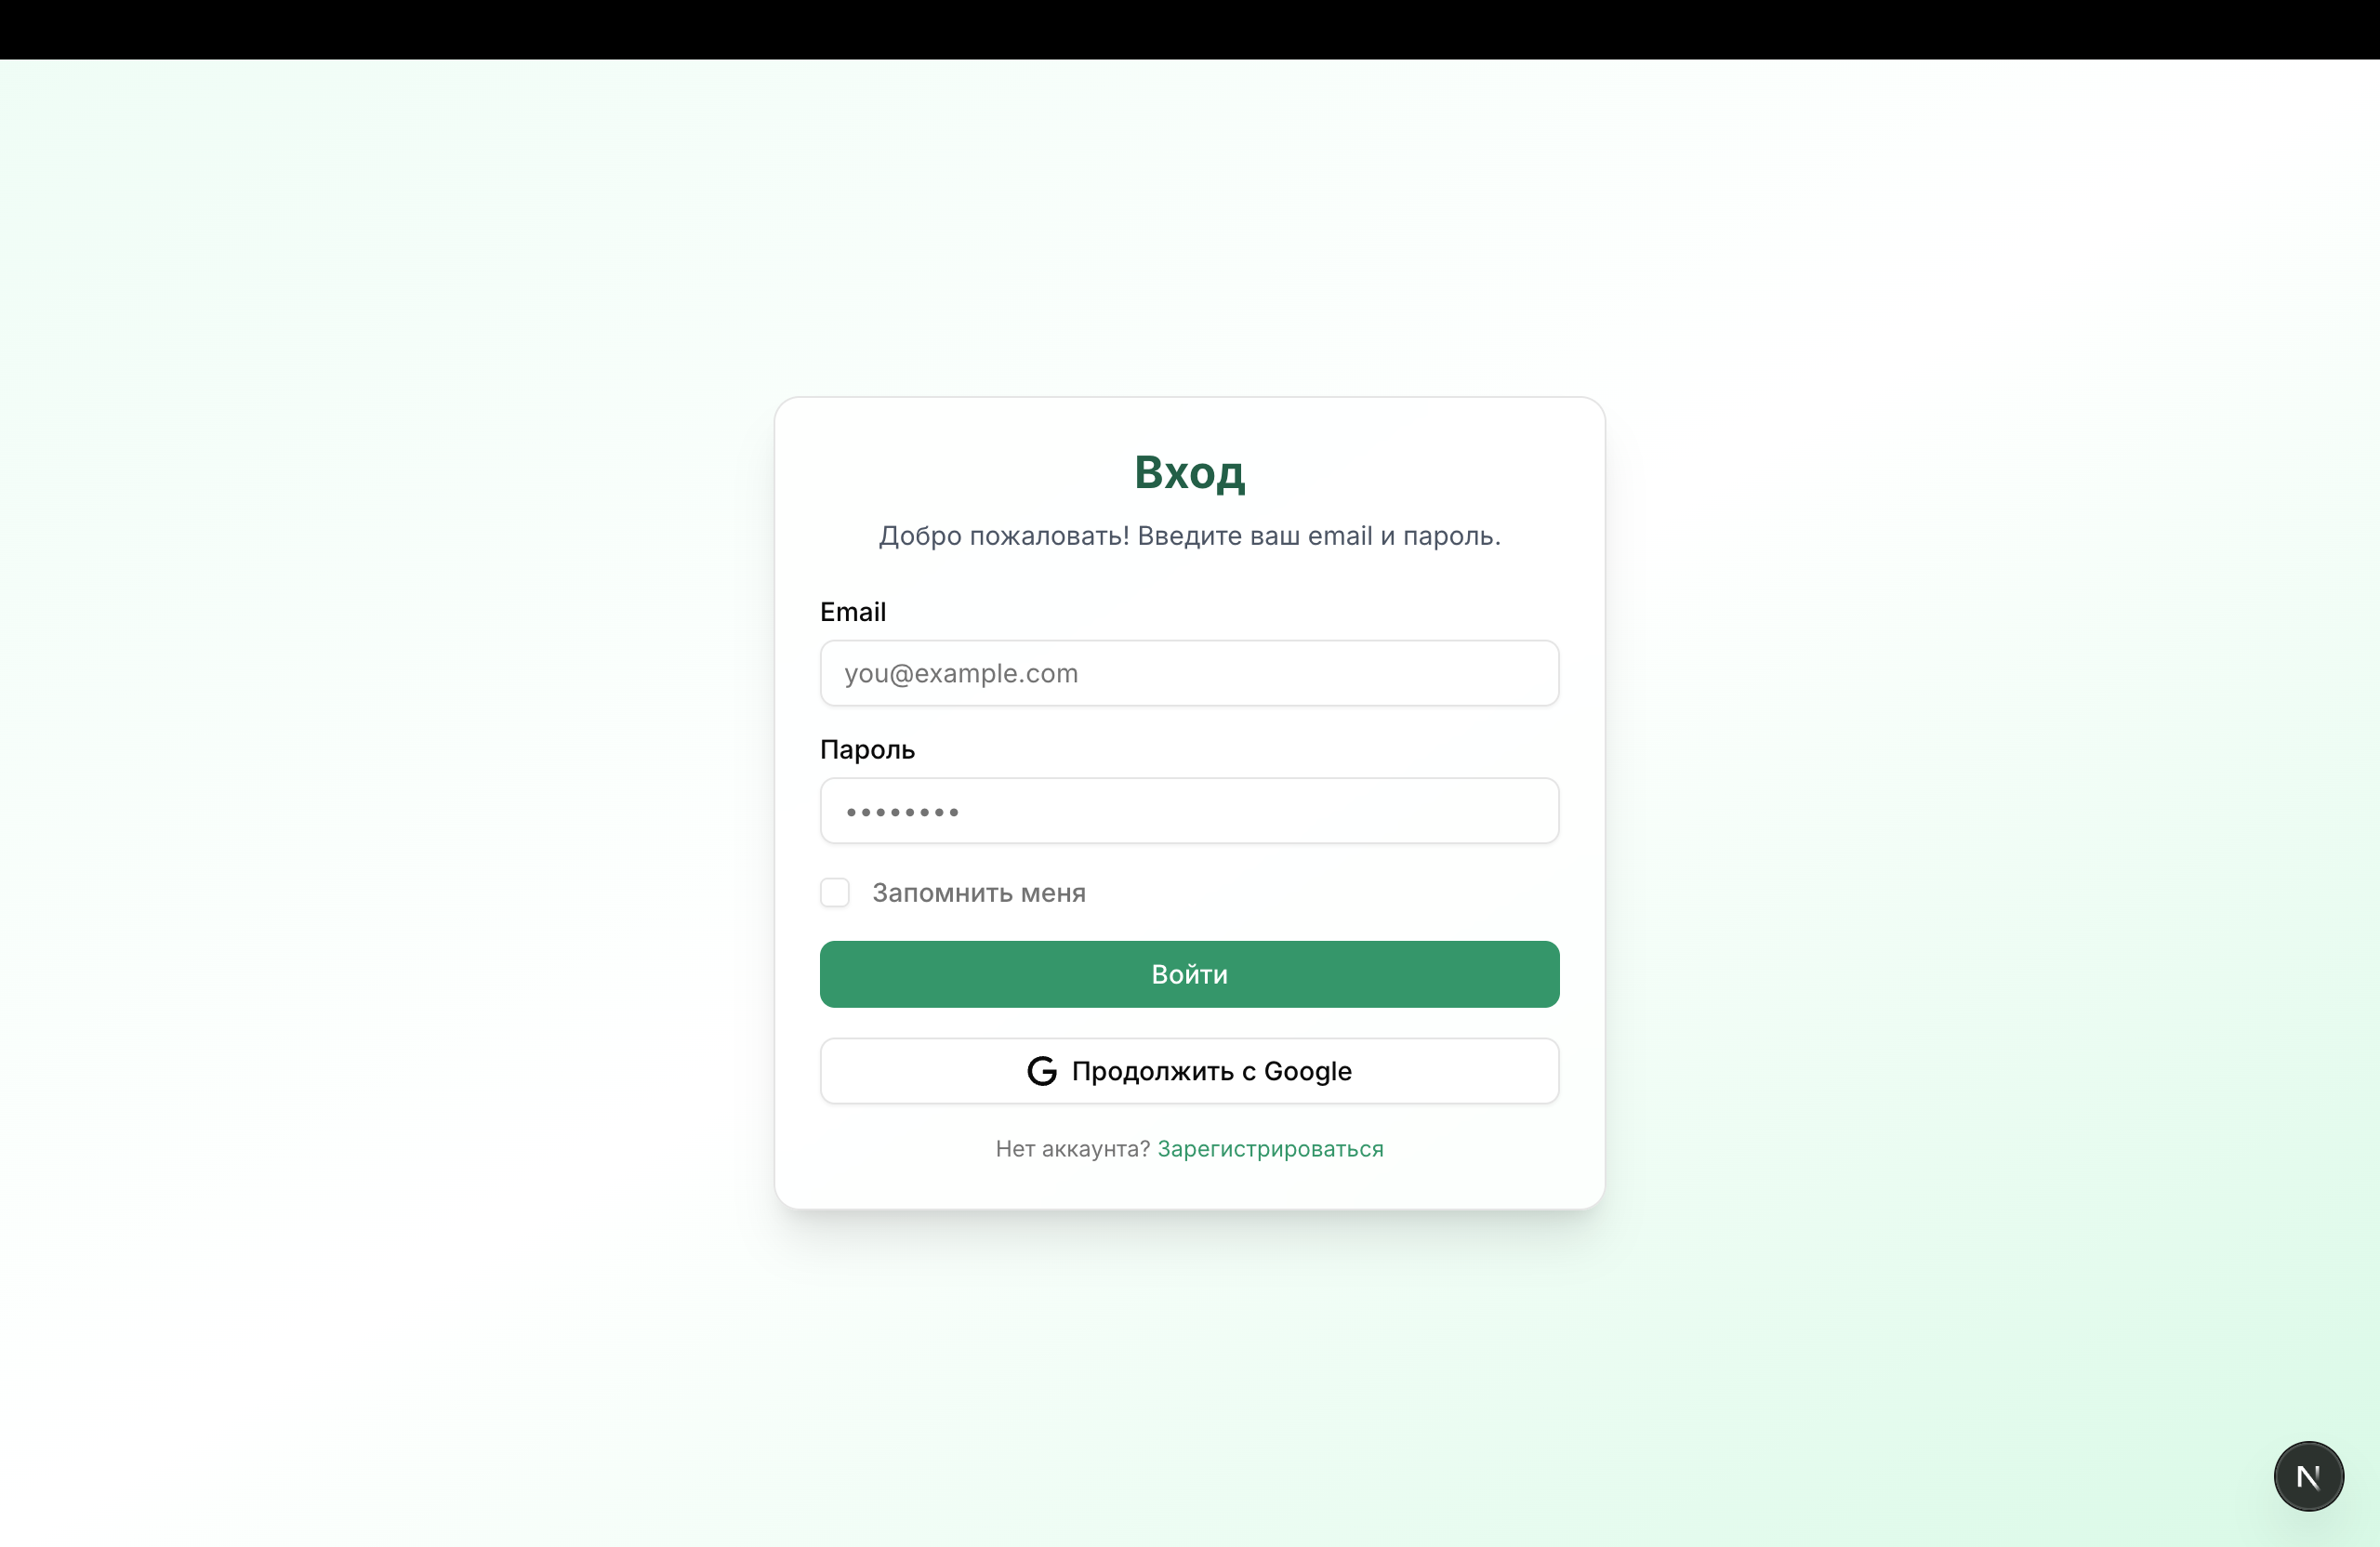 Вход
Добро пожаловать! Введите ваш email и пароль.
Email
you@example.com
Пароль
••••••••
Запомнить меня
Войти
Продолжить с Google
Нет аккаунта? Зарегистрироваться
N